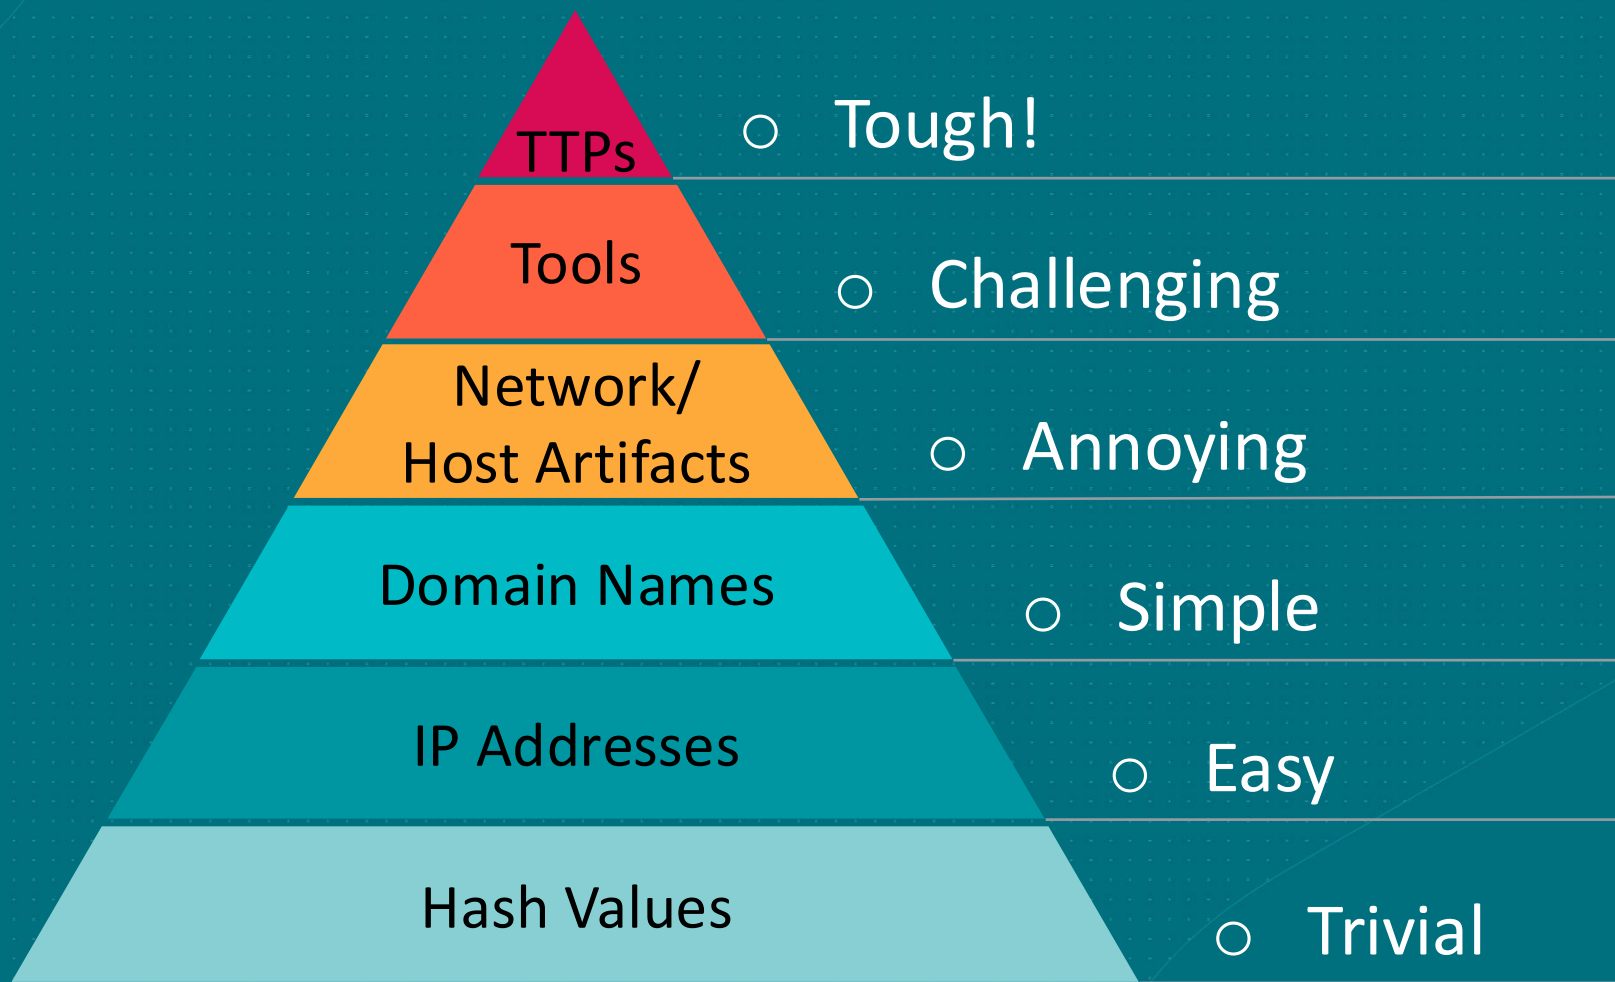 TTPs
Tough!
Tools
Challenging
Network/
Host Artifacts
Annoying
Domain Names
Simple
IP Addresses
Easy
Hash Values
Trivial